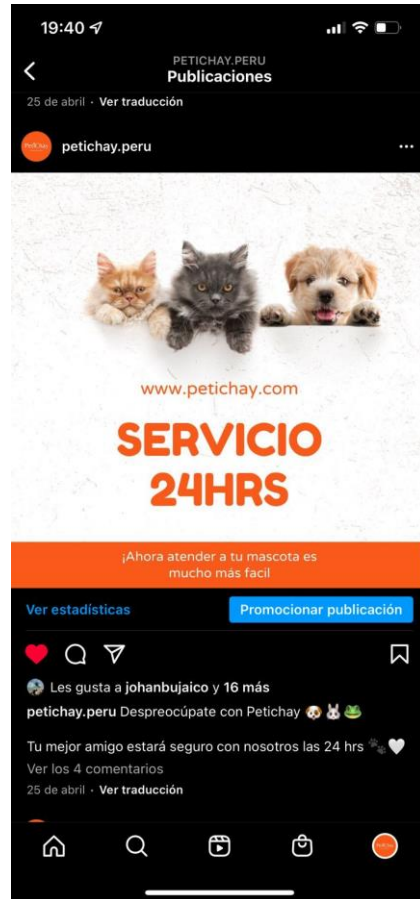 19:40
PETICHAY.PERU
Publicaciones
25 de abril · Ver traducción
petichay.peru
www.petichay.com
SERVICIO
24HRS
¡Ahora atender a tu mascota es
mucho más facil
Ver estadísticas
Promocionar publicación
Les gusta a johanbujaico y 16 más
petichay.peru Despreocúpate con Petichay 🐶🐰🐸
Tu mejor amigo estará seguro con nosotros las 24 hrs 🐾🤍
Ver los 4 comentarios
25 de abril · Ver traducción